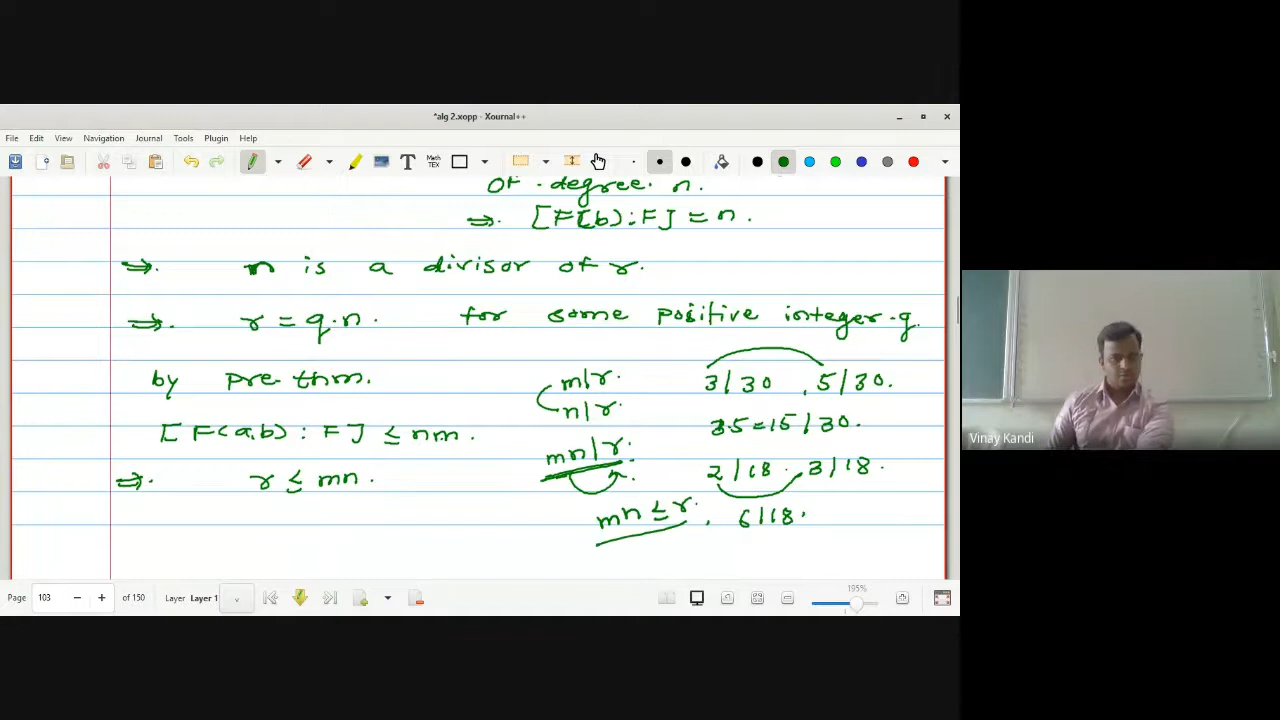 *alg 2.xopp - Xournal++
File Edit View Navigation Journal Tools Plugin Help
of degree n.
⇒ [F(b):F] = n.
⇒ n is a divisor of r.
⇒ r = q.n. for some positive integer q.
by pre thm. m|r. 3/30 , 5/30.
n|r.
35=15/30.
[F(a,b) : F] ≤ nm.
mn|r.
2/18. 3/18.
⇒ r ≤ mn.
mn ≤ r. , 6/18.
Vinay Kandi
Page 103 of 150 Layer Layer 1
195%